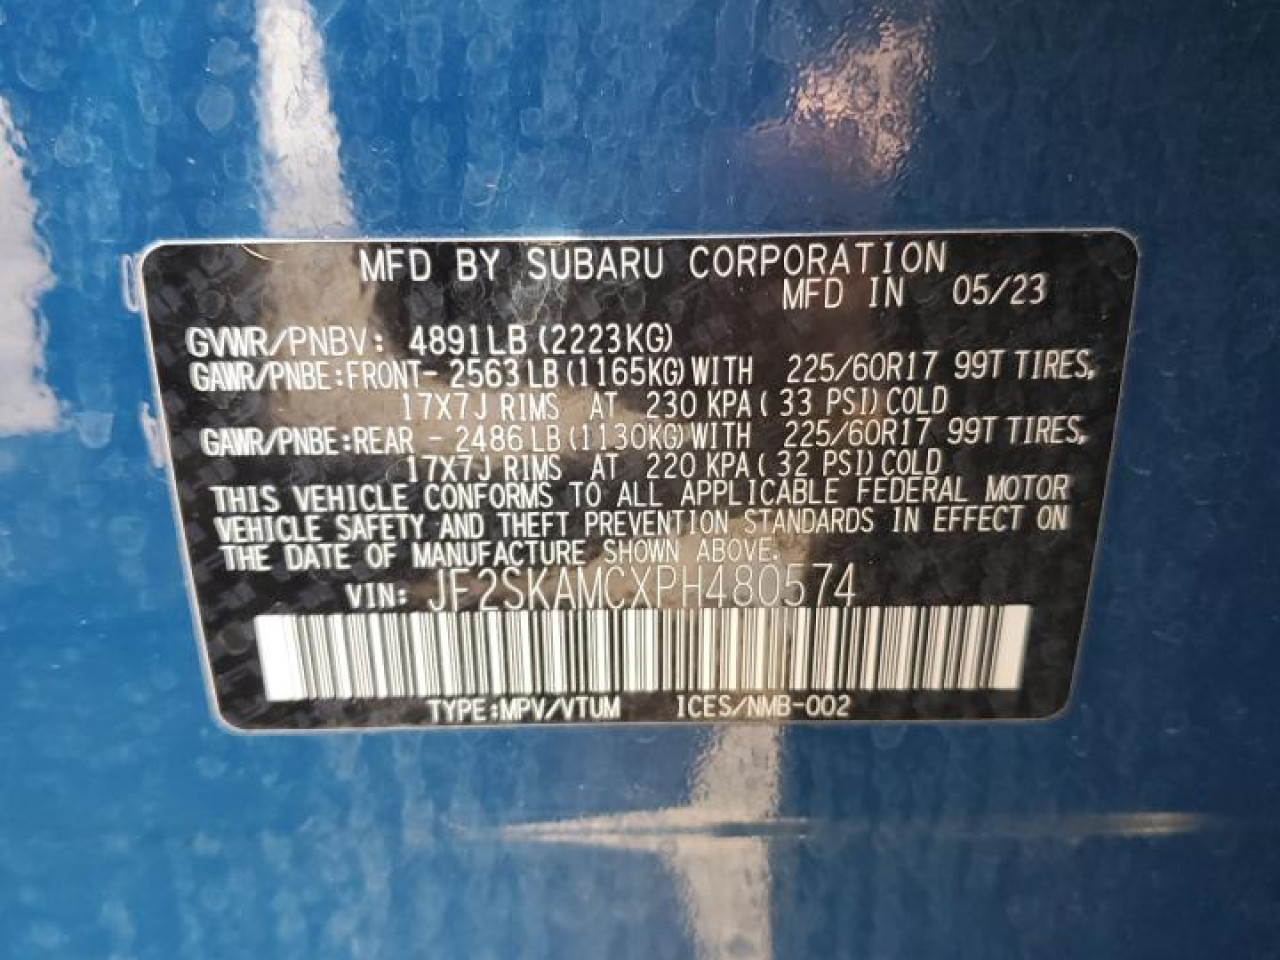 MFD BY SUBARU CORPORATION
MFD IN 05/23
GVWR/PNBV: 4891LB (2223KG)
GAWR/PNBE:FRONT- 2563 LB (1165KG) WITH 225/60R17 99T TIRES,
17X7J RIMS AT 230 KPA ( 33 PSI) COLD
GAWR/PNBE:REAR - 2486 LB (1130KG) WITH 225/60R17 99T TIRES,
17X7J RIMS AT 220 KPA ( 32 PSI) COLD
THIS VEHICLE CONFORMS TO ALL APPLICABLE FEDERAL MOTOR
VEHICLE SAFETY AND THEFT PREVENTION STANDARDS IN EFFECT ON
THE DATE OF MANUFACTURE SHOWN ABOVE.
VIN: JF2SKAMCXPH480574
TYPE:MPV/VTUM ICES/NMB-002